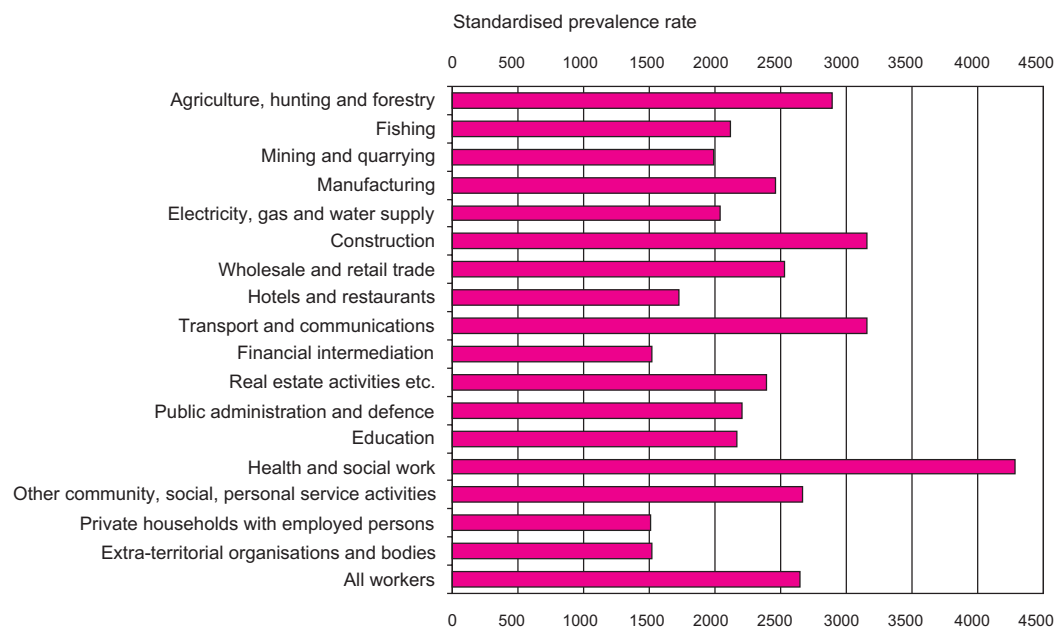 Standardised prevalence rate
0 500 1000 1500 2000 2500 3000 3500 4000 4500
Agriculture, hunting and forestry
Fishing
Mining and quarrying
Manufacturing
Electricity, gas and water supply
Construction
Wholesale and retail trade
Hotels and restaurants
Transport and communications
Financial intermediation
Real estate activities etc.
Public administration and defence
Education
Health and social work
Other community, social, personal service activities
Private households with employed persons
Extra-territorial organisations and bodies
All workers
0 500 1000 1500 2000 2500 3000 3500 4000 4500